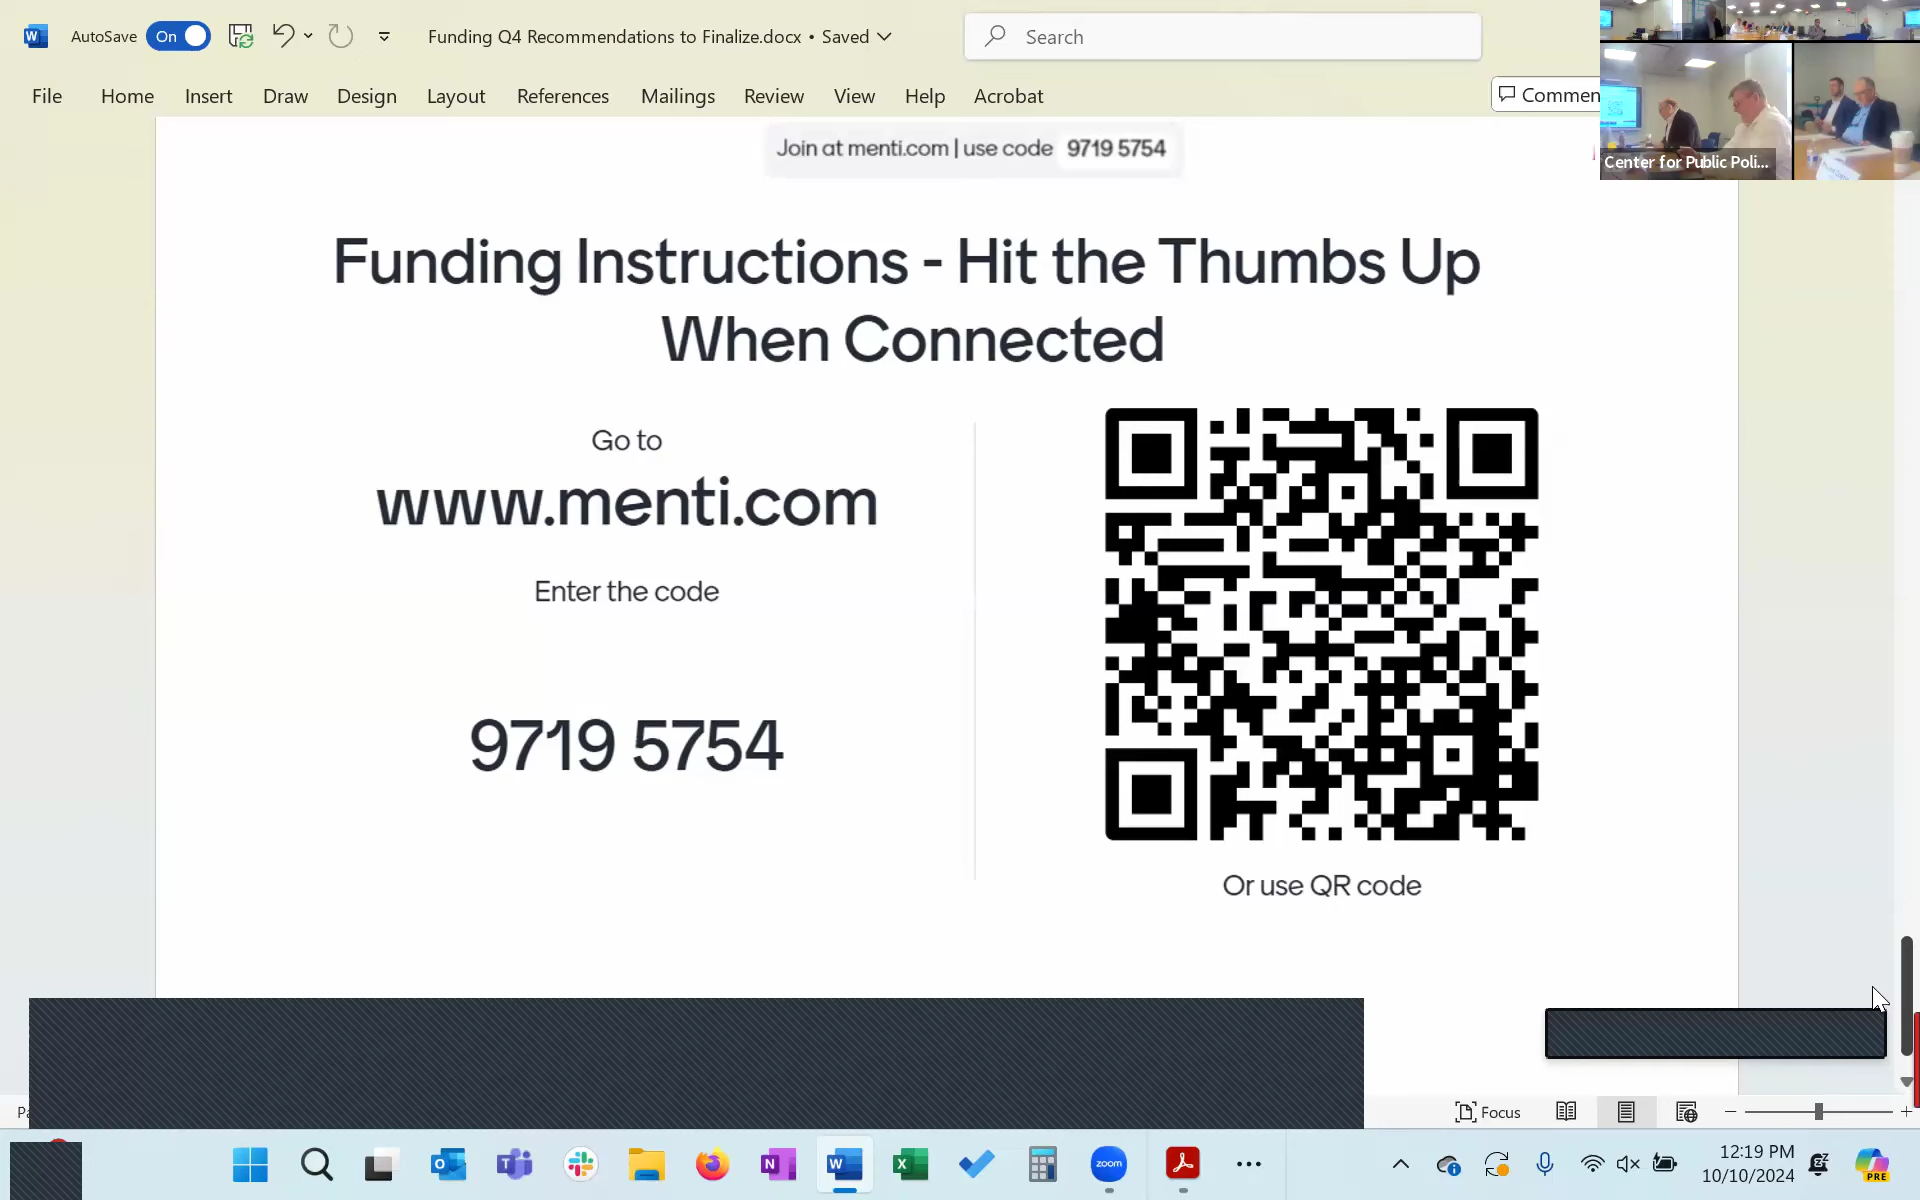 AutoSave On Funding Q4 Recommendations to Finalize.docx • Saved Search
File Home Insert Draw Design Layout References Mailings Review View Help Acrobat Commen
Center for Public Poli...
Join at menti.com | use code 9719 5754
Funding Instructions - Hit the Thumbs Up
When Connected
Go to
www.menti.com
Enter the code
9719 5754
Or use QR code
Focus
zoom
12:19 PM
10/10/2024
PRE